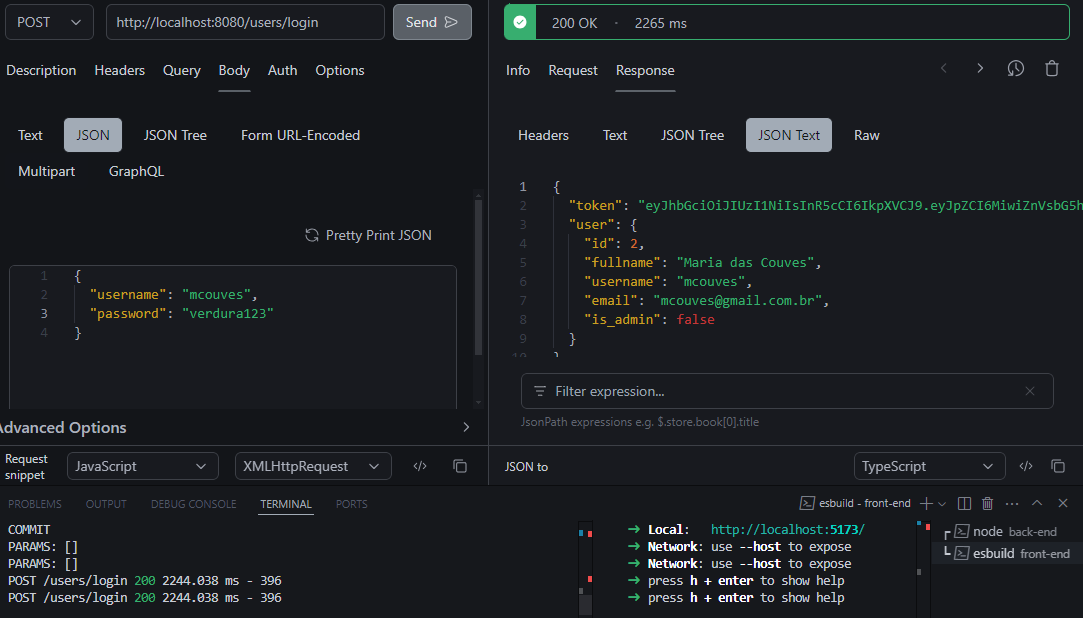 POST http://localhost:8080/users/login Send
Description Headers Query Body Auth Options
Text JSON JSON Tree Form URL-Encoded
Multipart GraphQL
Pretty Print JSON
1 {
2 "username": "mcouves",
3 "password": "verdura123"
4 }
Advanced Options
Request snippet JavaScript XMLHttpRequest
200 OK · 2265 ms
Info Request Response
Headers Text JSON Tree JSON Text Raw
1 {
2 "token": "eyJhbGciOiJIUzI1NiIsInR5cCI6IkpXVCJ9.eyJpZCI6MiwiZnVsbG5h
3 "user": {
4 "id": 2,
5 "fullname": "Maria das Couves",
6 "username": "mcouves",
7 "email": "mcouves@gmail.com.br",
8 "is_admin": false
9 }
10 }
Filter expression...
JsonPath expressions e.g. $.store.book[0].title
JSON to TypeScript
PROBLEMS OUTPUT DEBUG CONSOLE TERMINAL PORTS
esbuild - front-end
COMMIT
PARAMS: []
PARAMS: []
POST /users/login 200 2244.038 ms - 396
POST /users/login 200 2244.038 ms - 396
→ Local: http://localhost:5173/
→ Network: use --host to expose
→ Network: use --host to expose
→ press h + enter to show help
→ press h + enter to show help
node back-end
esbuild front-end